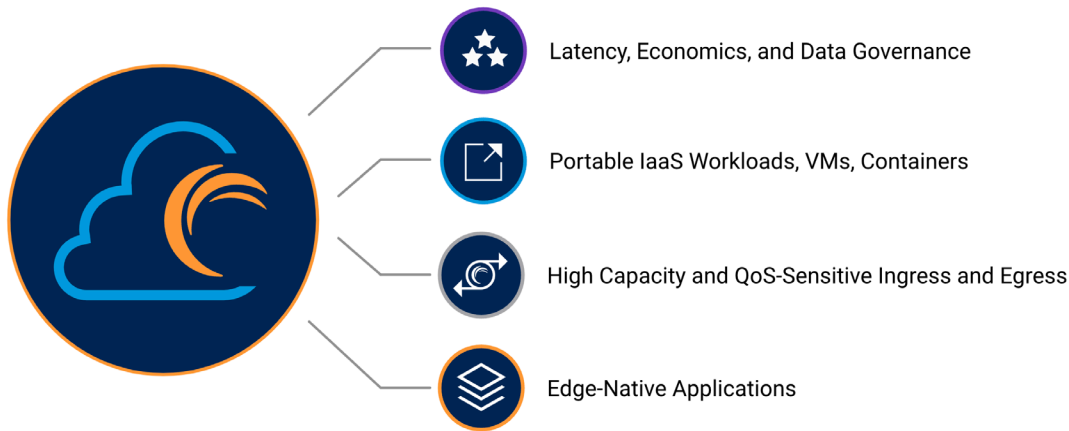 Latency, Economics, and Data Governance
Portable IaaS Workloads, VMs, Containers
High Capacity and QoS-Sensitive Ingress and Egress
Edge-Native Applications